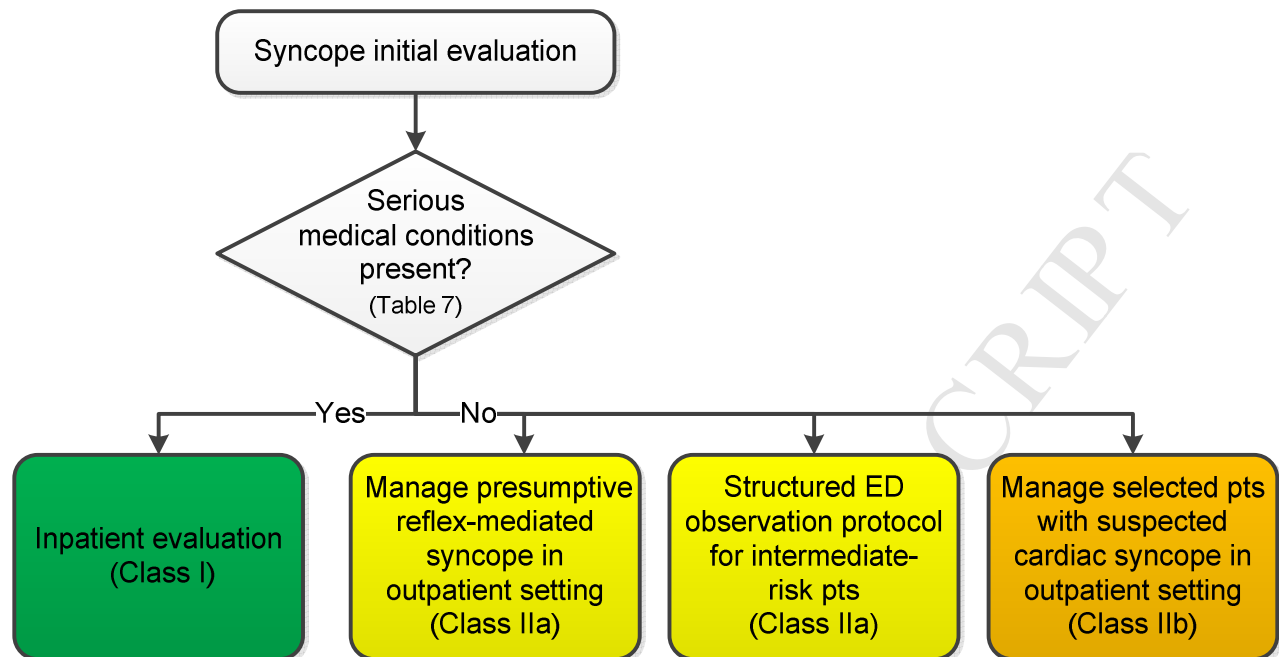 Syncope initial evaluation
Serious
medical conditions
present?
(Table 7)
Yes
No
Inpatient evaluation
(Class I)
Manage presumptive
reflex-mediated
syncope in
outpatient setting
(Class IIa)
Structured ED
observation protocol
for intermediate-
risk pts
(Class IIa)
Manage selected pts
with suspected
cardiac syncope in
outpatient setting
(Class IIb)
CRIPT